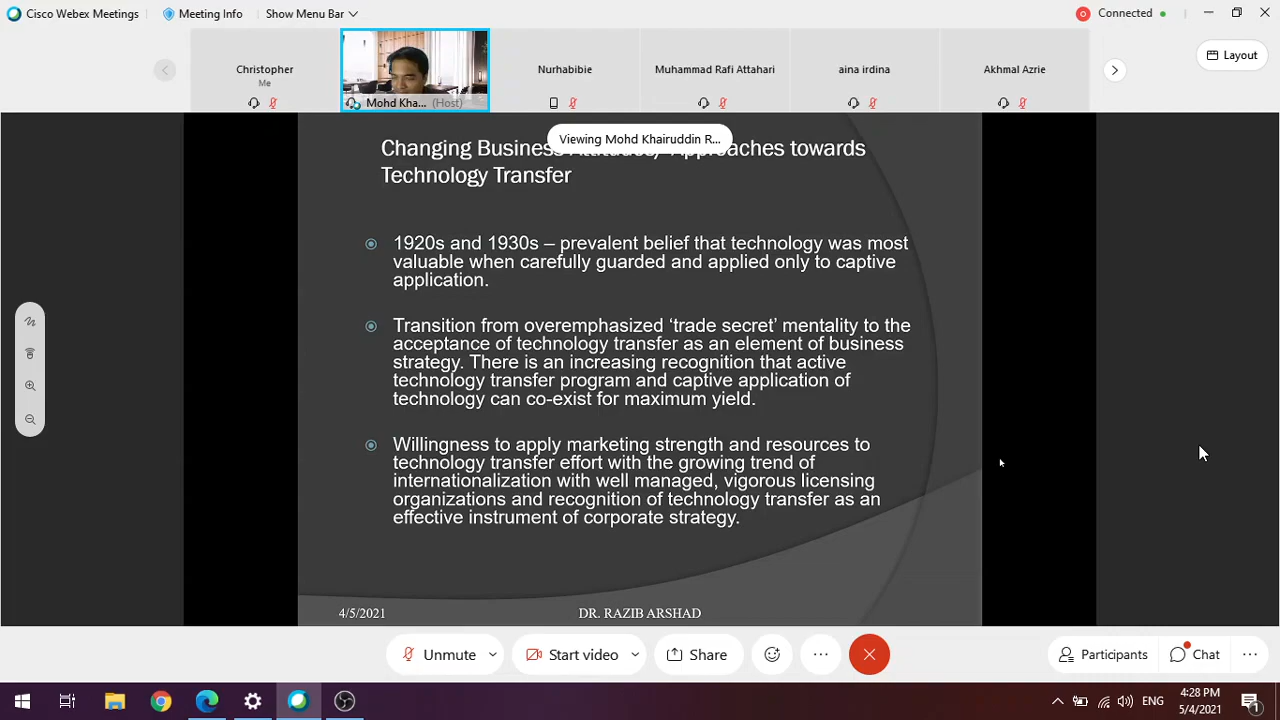 Cisco Webex Meetings
Meeting Info
Show Menu Bar
Connected
Christopher
Me
Mohd Kha... (Host)
Nurhabibie
Muhammad Rafi Attahari
aina irdina
Akhmal Azrie
Layout
Viewing Mohd Khairuddin R...
Changing Business Approaches towards
Technology Transfer
1920s and 1930s – prevalent belief that technology was most
valuable when carefully guarded and applied only to captive
application.
Transition from overemphasized ‘trade secret’ mentality to the
acceptance of technology transfer as an element of business
strategy. There is an increasing recognition that active
technology transfer program and captive application of
technology can co-exist for maximum yield.
Willingness to apply marketing strength and resources to
technology transfer effort with the growing trend of
internationalization with well managed, vigorous licensing
organizations and recognition of technology transfer as an
effective instrument of corporate strategy.
4/5/2021
DR. RAZIB ARSHAD
Unmute
Start video
Share
Participants
Chat
ENG
4:28 PM
5/4/2021
1